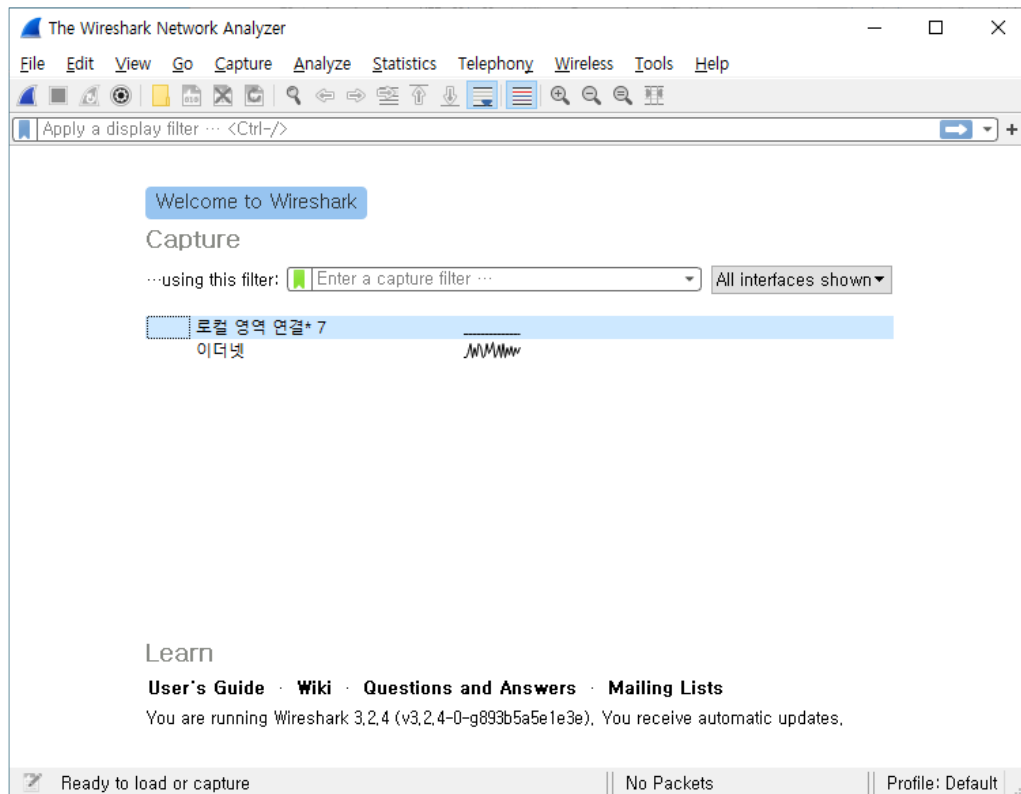 The Wireshark Network Analyzer
File Edit View Go Capture Analyze Statistics Telephony Wireless Tools Help
Apply a display filter ··· <Ctrl-/>
+
Welcome to Wireshark
Capture
···using this filter: Enter a capture filter ··· All interfaces shown
로컬 영역 연결* 7
이더넷
Learn
User's Guide · Wiki · Questions and Answers · Mailing Lists
You are running Wireshark 3.2.4 (v3.2.4-0-g893b5a5e1e3e). You receive automatic updates.
Ready to load or capture No Packets Profile: Default